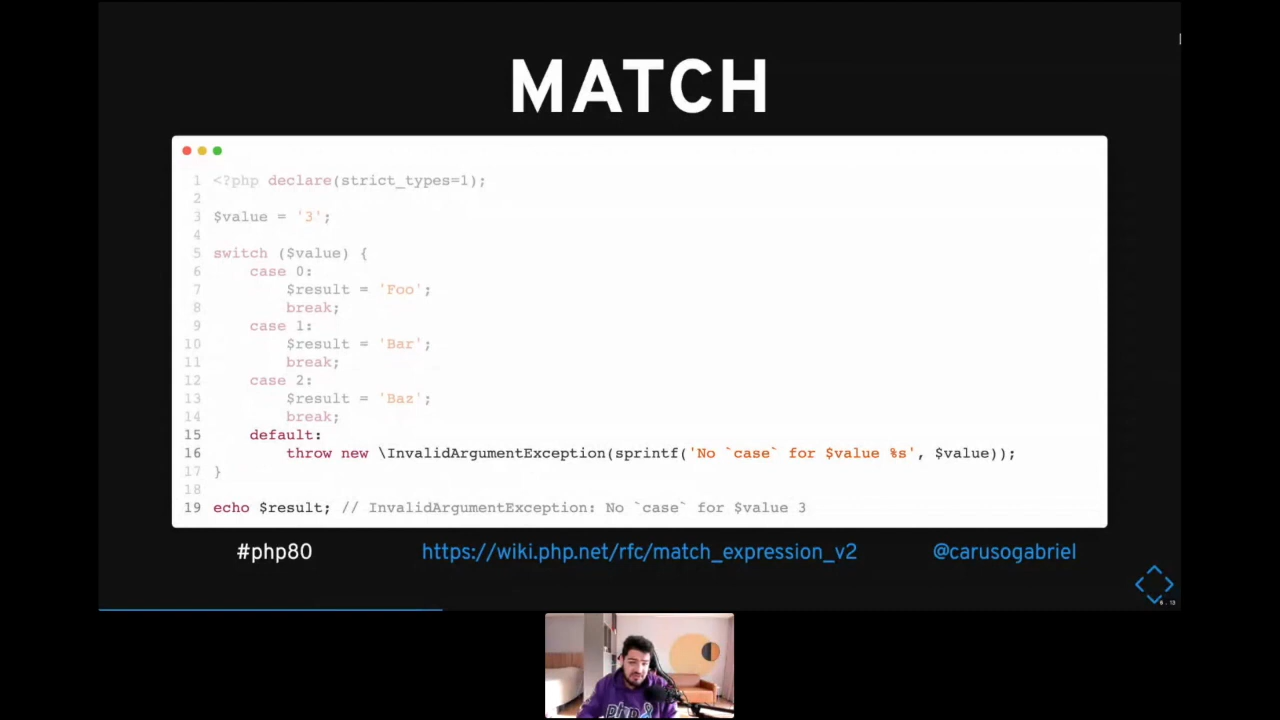 MATCH
1 <?php declare(strict_types=1);
2
3 $value = '3';
4
5 switch ($value) {
6     case 0:
7         $result = 'Foo';
8         break;
9     case 1:
10         $result = 'Bar';
11         break;
12     case 2:
13         $result = 'Baz';
14         break;
15     default:
16         throw new \InvalidArgumentException(sprintf('No `case` for $value %s', $value));
17 }
18
19 echo $result; // InvalidArgumentException: No `case` for $value 3
#php80 https://wiki.php.net/rfc/match_expression_v2 @carusogabriel
php